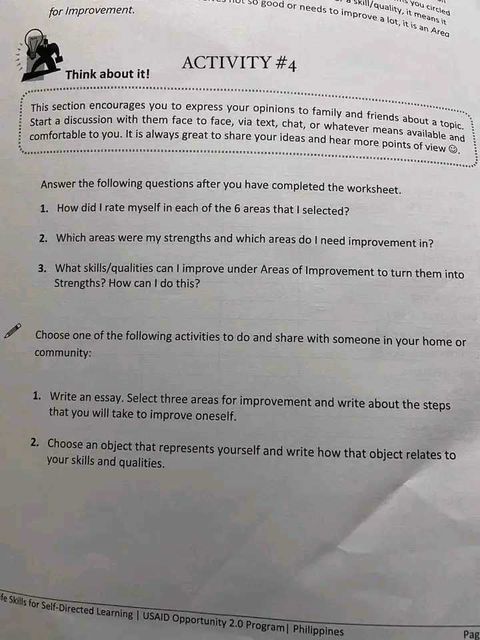 s you circled
a skill/quality, it means it
not so good or needs to improve a lot, it is an Area
for Improvement.
ACTIVITY #4
Think about it!
This section encourages you to express your opinions to family and friends about a topic.
Start a discussion with them face to face, via text, chat, or whatever means available and
comfortable to you. It is always great to share your ideas and hear more points of view ☺.
Answer the following questions after you have completed the worksheet.
1. How did I rate myself in each of the 6 areas that I selected?
2. Which areas were my strengths and which areas do I need improvement in?
3. What skills/qualities can I improve under Areas of Improvement to turn them into
Strengths? How can I do this?
Choose one of the following activities to do and share with someone in your home or
community:
1. Write an essay. Select three areas for improvement and write about the steps
that you will take to improve oneself.
2. Choose an object that represents yourself and write how that object relates to
your skills and qualities.
fe Skills for Self-Directed Learning | USAID Opportunity 2.0 Program| Philippines
Pag